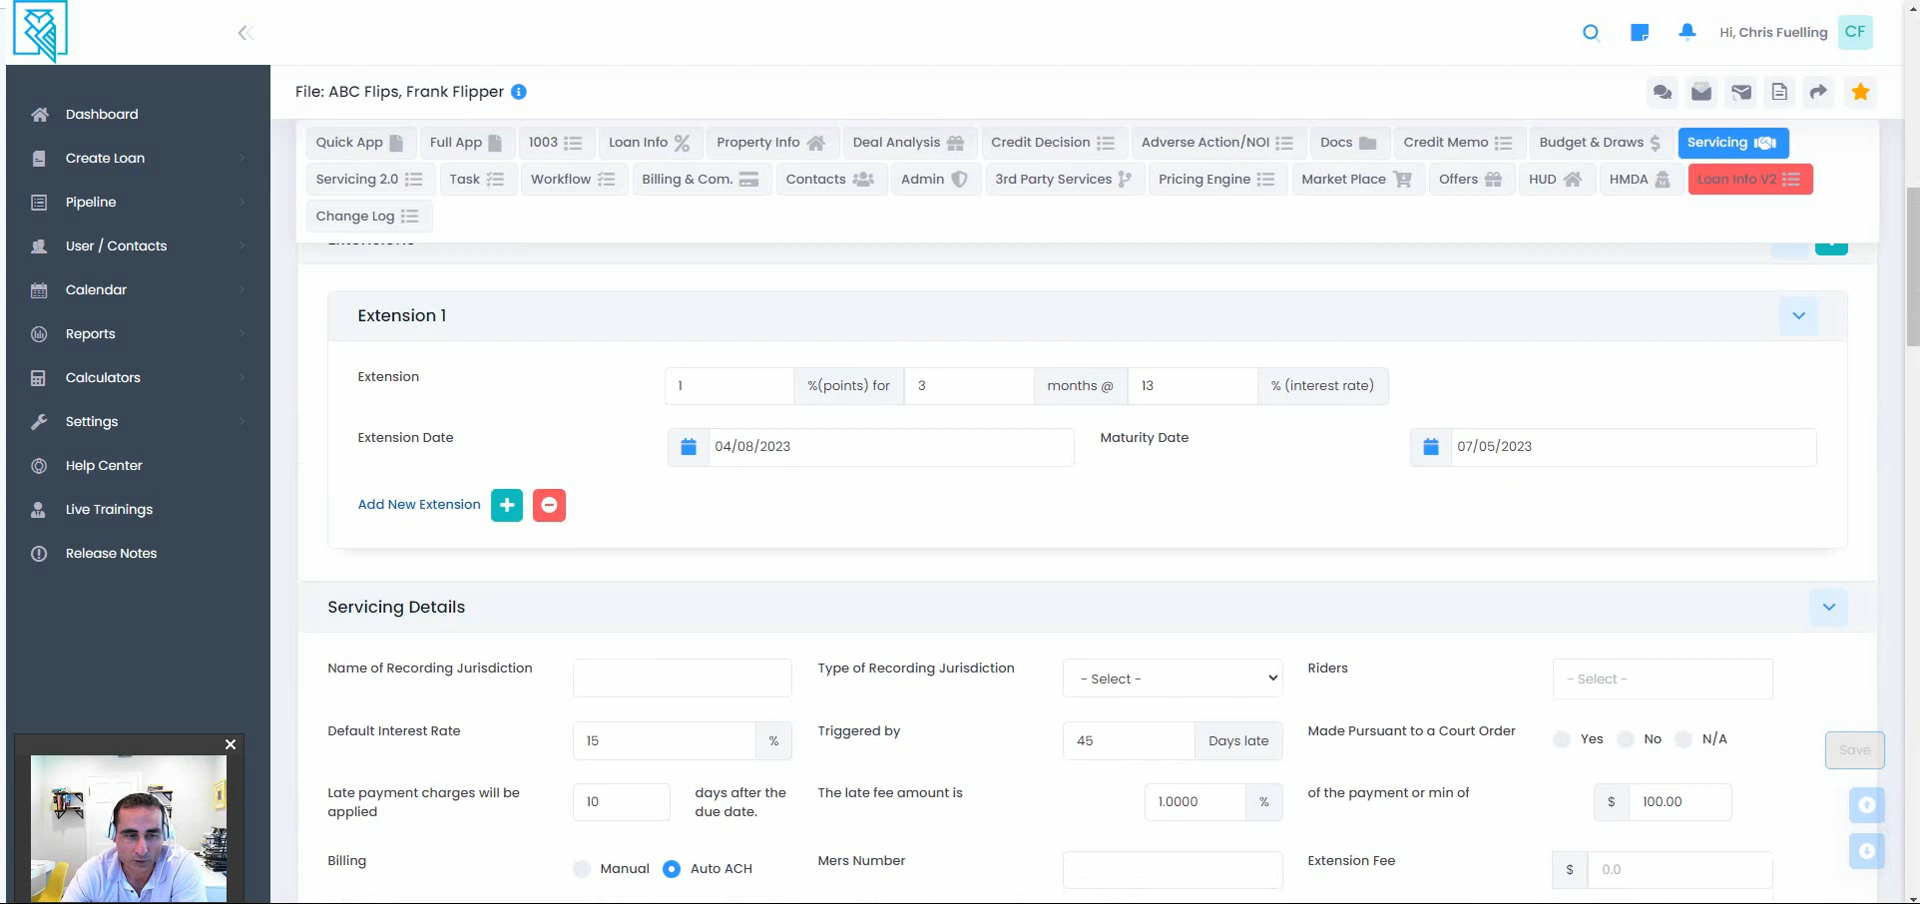 Hi, Chris Fuelling CF
File: ABC Flips, Frank Flipper
Dashboard
Create Loan
Pipeline
User / Contacts
Calendar
Reports
Calculators
Settings
Help Center
Live Trainings
Release Notes
Quick App Full App 1003 Loan Info Property Info Deal Analysis Credit Decision Adverse Action/NOI Docs Credit Memo Budget & Draws Servicing
Servicing 2.0 Task Workflow Billing & Com. Contacts Admin 3rd Party Services Pricing Engine Market Place Offers HUD HMDA Loan Info V2
Change Log
Extensions
Extension 1
Extension 1 %(points) for 3 months @ 13 % (interest rate)
Extension Date 04/08/2023 Maturity Date 07/05/2023
Add New Extension
Servicing Details
Name of Recording Jurisdiction Type of Recording Jurisdiction - Select - Riders - Select -
Default Interest Rate 15 % Triggered by 45 Days late Made Pursuant to a Court Order Yes No N/A
Save
Late payment charges will be applied 10 days after the due date. The late fee amount is 1.0000 % of the payment or min of $ 100.00
Billing Manual Auto ACH Mers Number Extension Fee $ 0.0